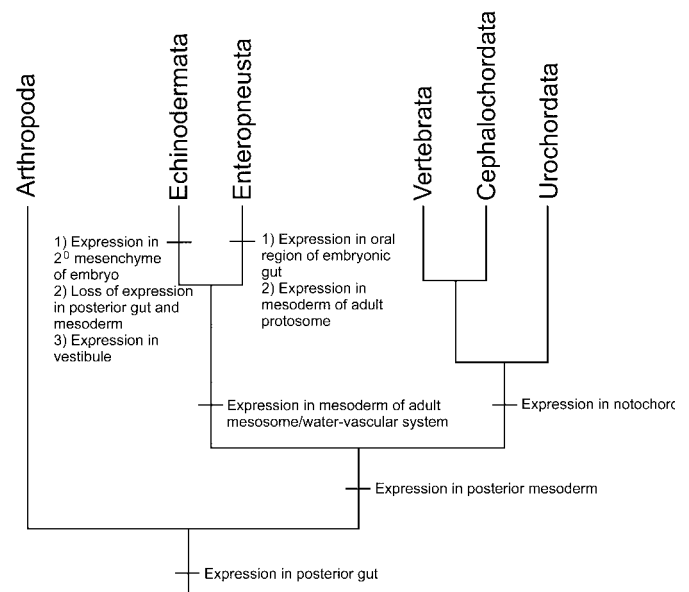 Arthropoda
Echinodermata
Enteropneusta
Vertebrata
Cephalochordata
Urochordata
1) Expression in
2⁰ mesenchyme
of embryo
2) Loss of expression
in posterior gut and
mesoderm
3) Expression in
vestibule
1) Expression in oral
region of embryonic
gut
2) Expression in
mesoderm of adult
protosome
Expression in mesoderm of adult
mesosome/water-vascular system
Expression in notochord
Expression in posterior mesoderm
Expression in posterior gut